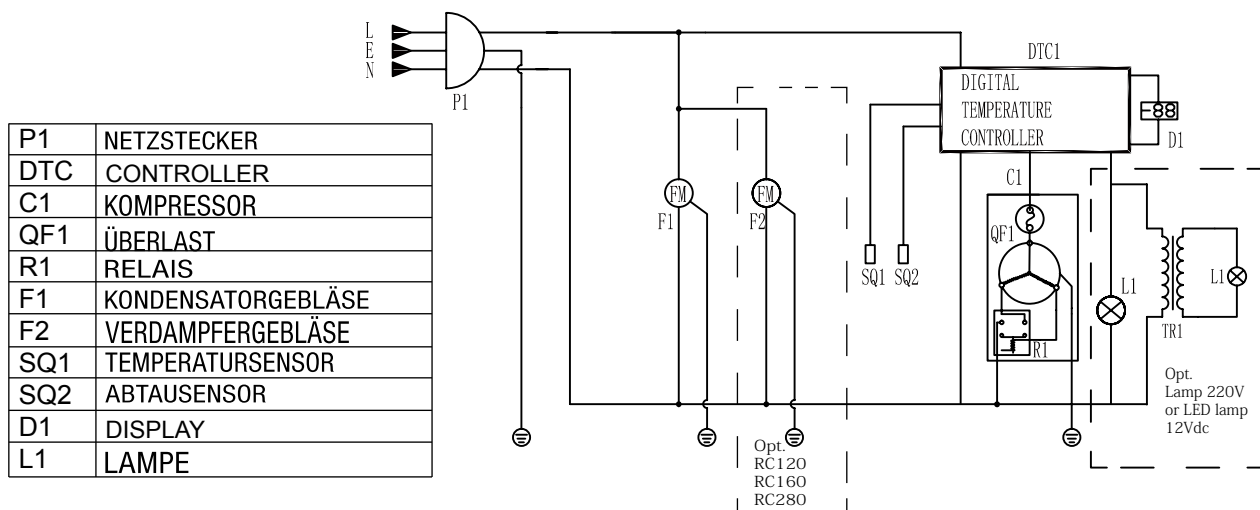 P1 NETZSTECKER
DTC CONTROLLER
C1 KOMPRESSOR
QF1 ÜBERLAST
R1 RELAIS
F1 KONDENSATORGEBLÄSE
F2 VERDAMPFERGEBLÄSE
SQ1 TEMPERATURSENSOR
SQ2 ABTAUSENSOR
D1 DISPLAY
L1 LAMPE
L
E
N
P1
DTC1
DIGITAL
TEMPERATURE
CONTROLLER
-88
D1
FM
F1
FM
F2
SQ1
SQ2
C1
QF1
R1
L1
TR1
L1
Opt.
RC120
RC160
RC280
Opt.
Lamp 220V
or LED lamp
12Vdc